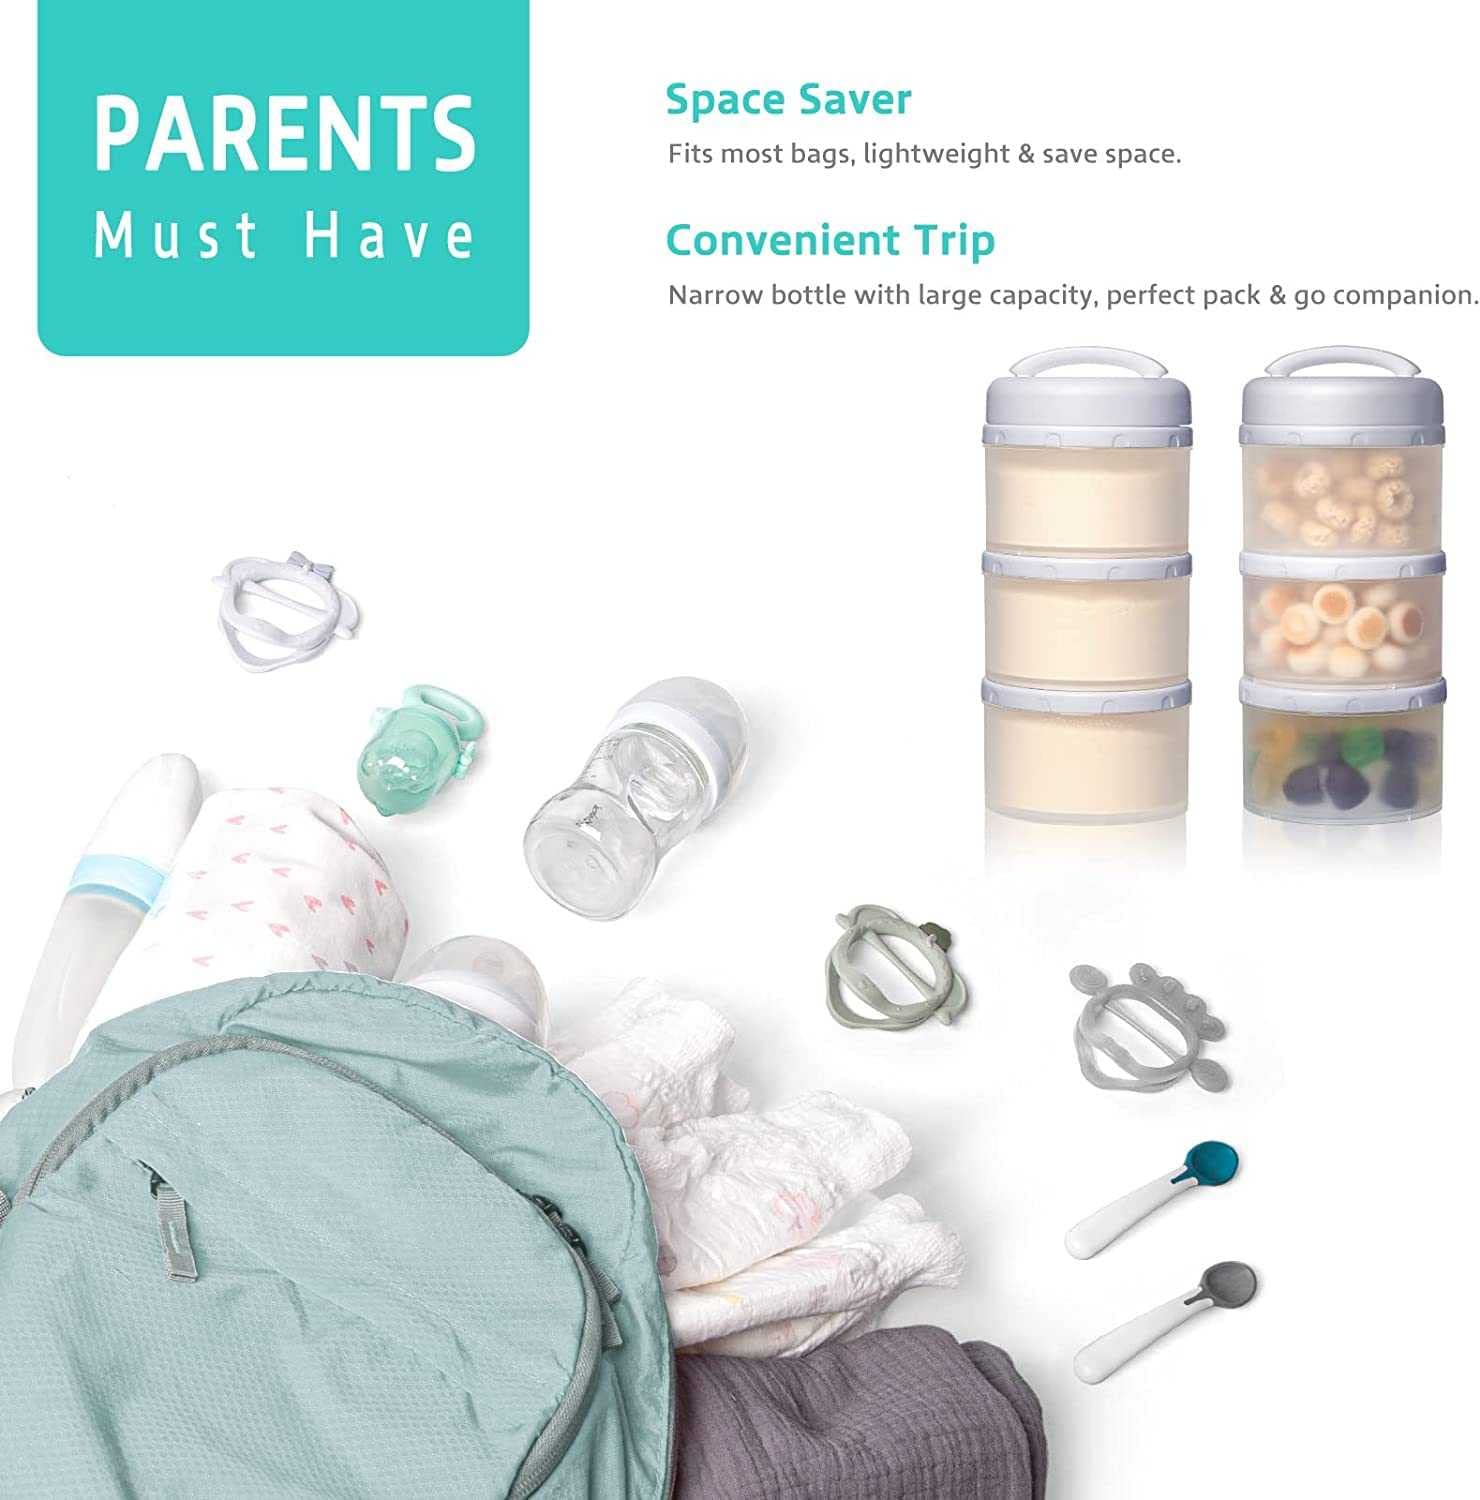 PARENTS
Must Have
Space Saver
Fits most bags, lightweight & save space.
Convenient Trip
Narrow bottle with large capacity, perfect pack & go companion.